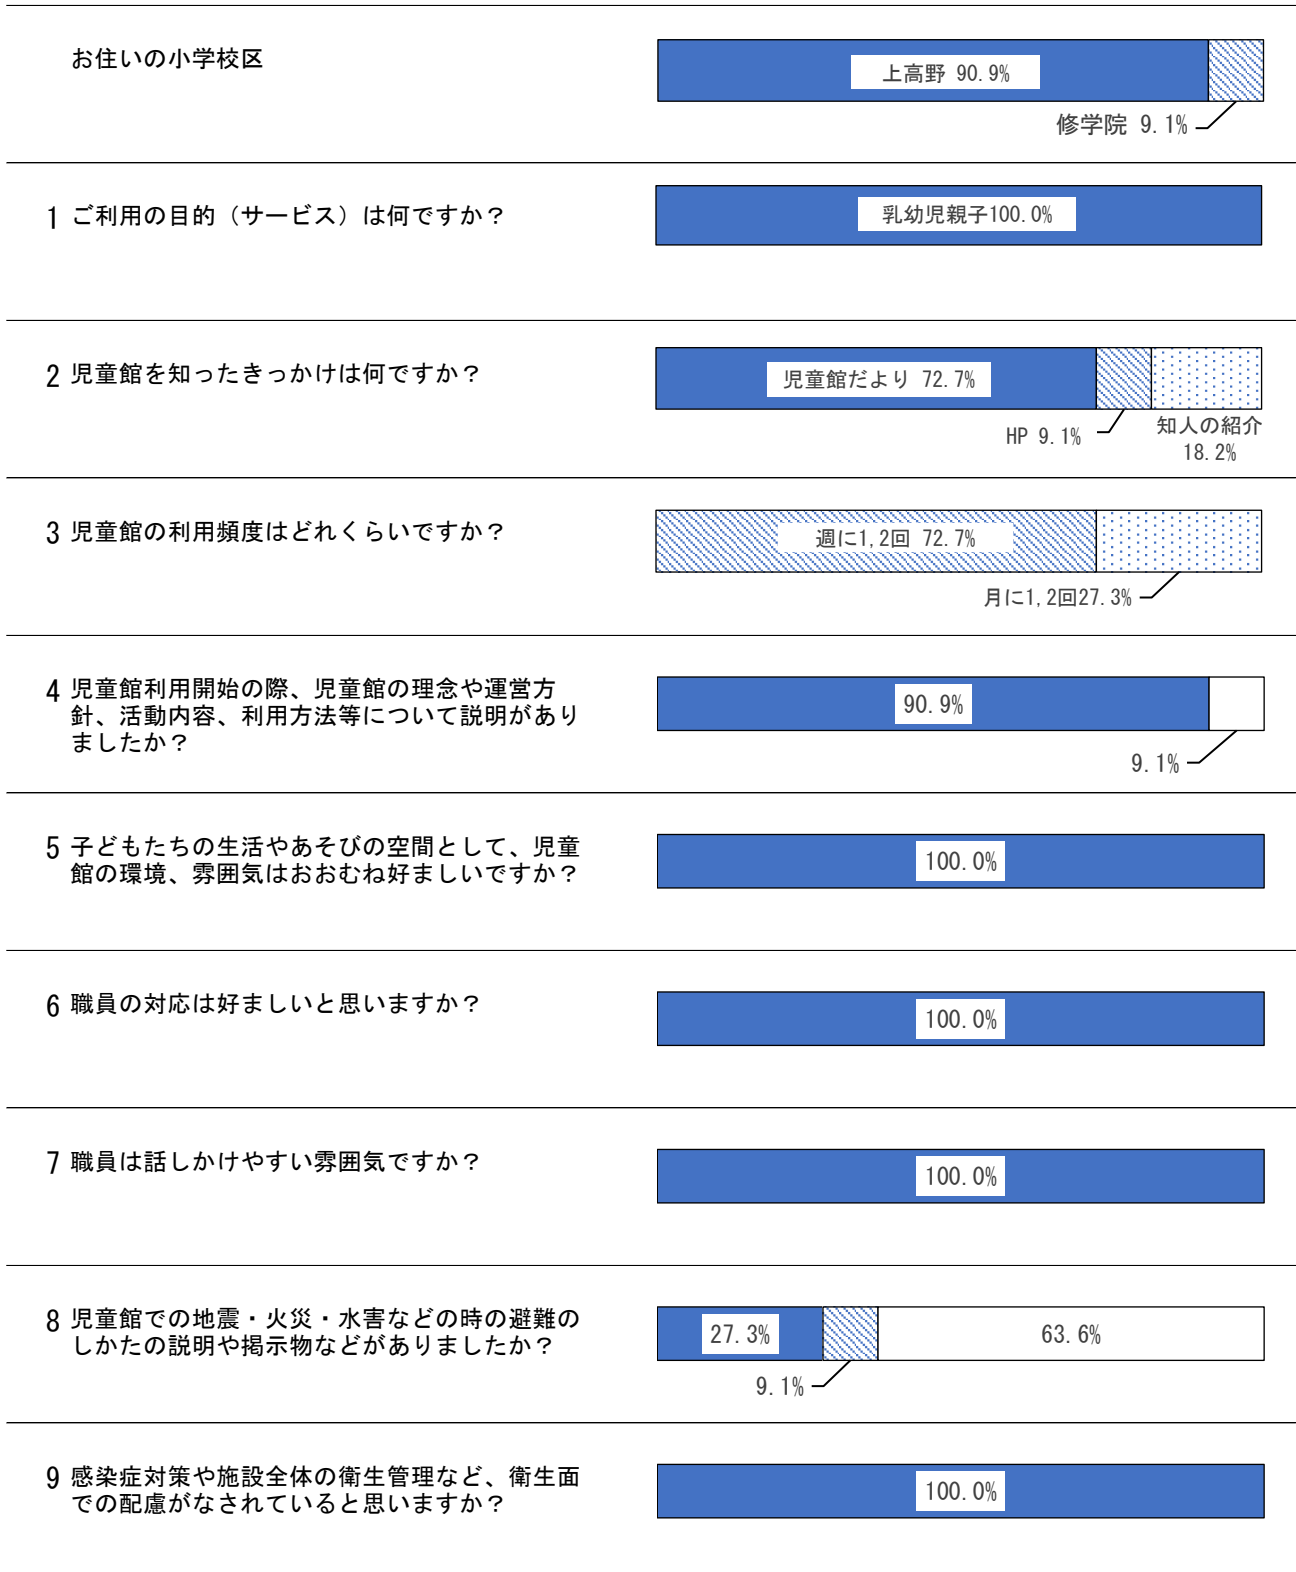 お住いの小学校区
上高野 90.9%
修学院 9.1%
1 ご利用の目的（サービス）は何ですか？
乳幼児親子100.0%
2 児童館を知ったきっかけは何ですか？
児童館だより 72.7%
HP 9.1%
知人の紹介
18.2%
3 児童館の利用頻度はどれくらいですか？
週に1,2回 72.7%
月に1,2回27.3%
4 児童館利用開始の際、児童館の理念や運営方
針、活動内容、利用方法等について説明があり
ましたか？
90.9%
9.1%
5 子どもたちの生活やあそびの空間として、児童
館の環境、雰囲気はおおむね好ましいですか？
100.0%
6 職員の対応は好ましいと思いますか？
100.0%
7 職員は話しかけやすい雰囲気ですか？
100.0%
8 児童館での地震・火災・水害などの時の避難の
しかたの説明や掲示物などがありましたか？
27.3%
63.6%
9.1%
9 感染症対策や施設全体の衛生管理など、衛生面
での配慮がなされていると思いますか？
100.0%